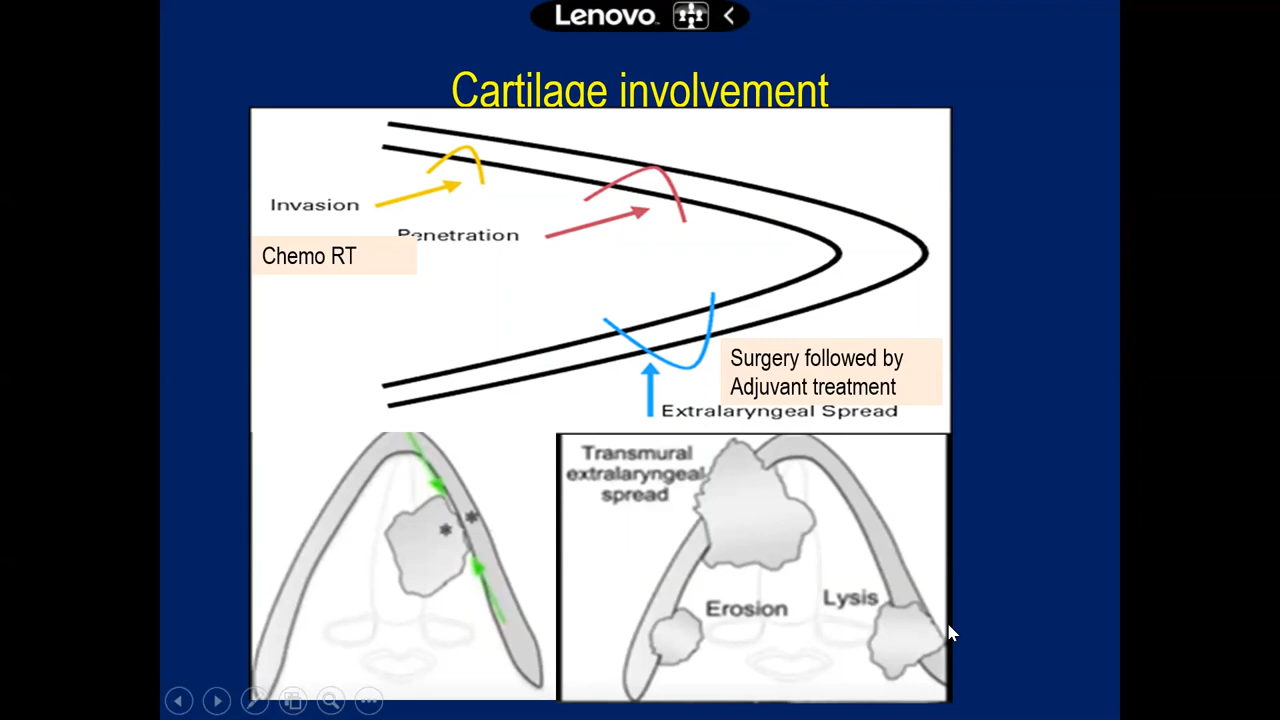 Lenovo
Cartilage involvement
Invasion
Penetration
Chemo RT
Surgery followed by
Adjuvant treatment
Extralaryngeal Spread
Transmural
extralaryngeal
spread
*
*
Erosion
Lysis